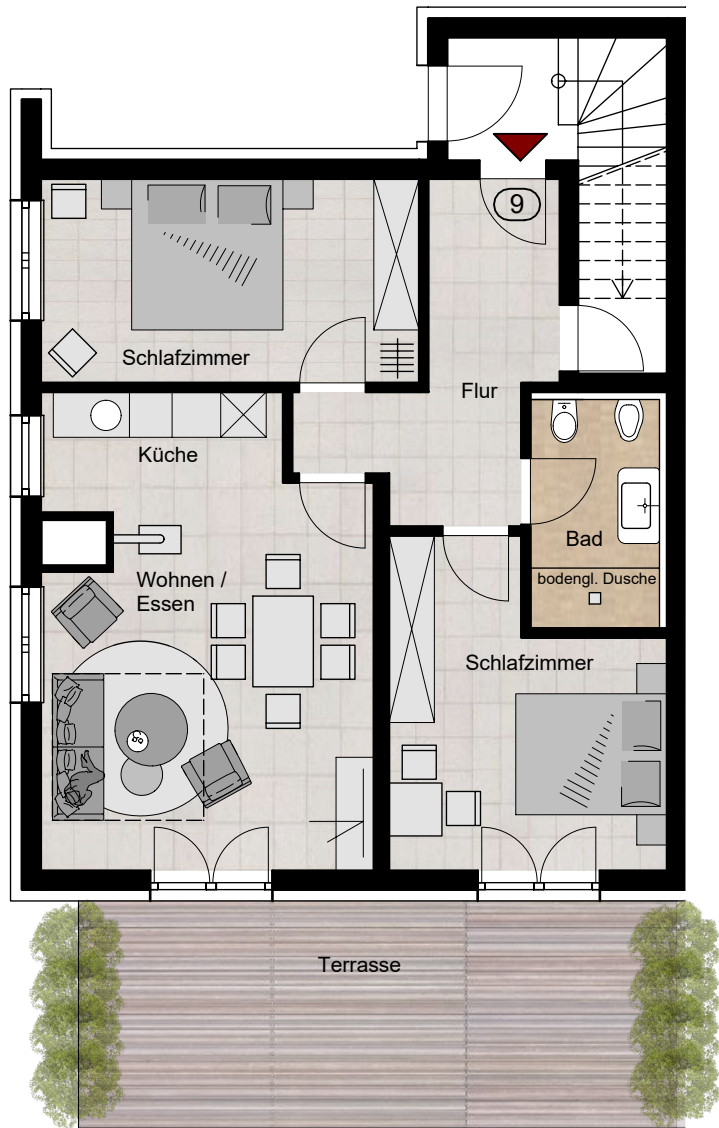 9
Schlafzimmer
Flur
Küche
Bad
Wohnen /
Essen
bodengl. Dusche
Schlafzimmer
Terrasse